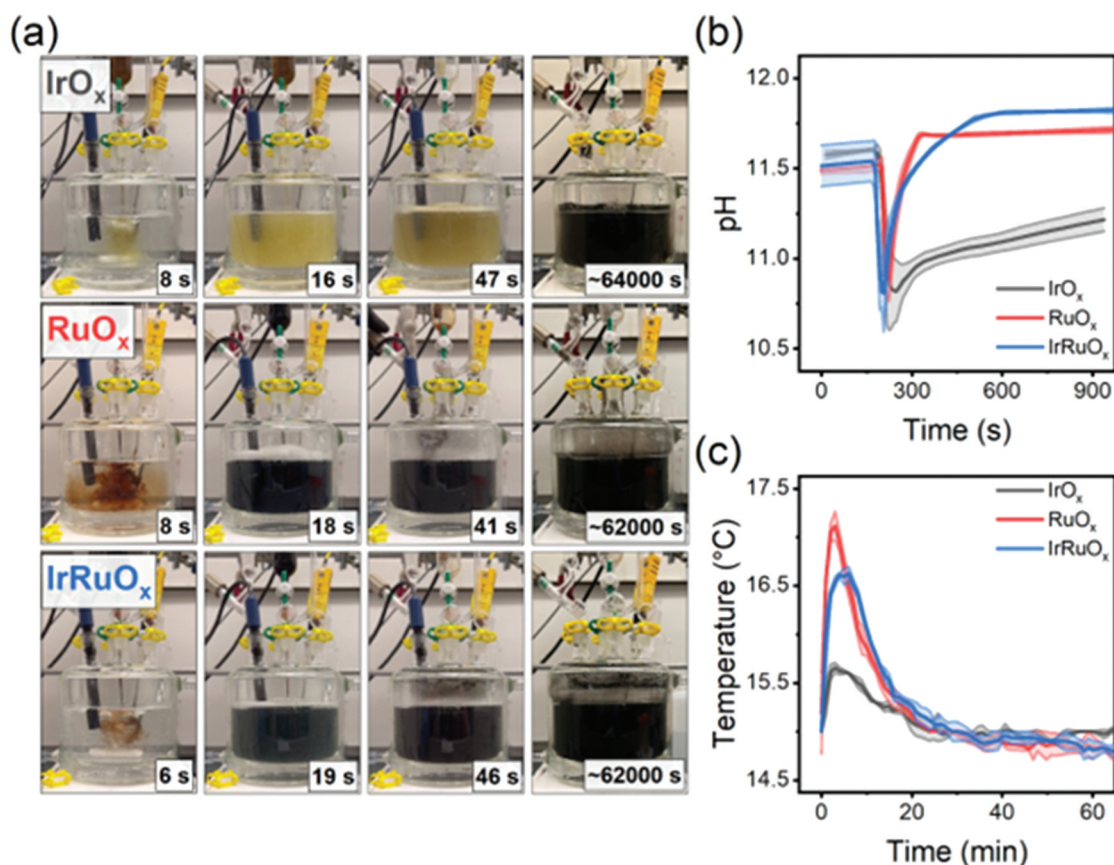 (a)
IrOₓ
8 s
16 s
47 s
~64000 s
RuOₓ
8 s
18 s
41 s
~62000 s
IrRuOₓ
6 s
19 s
46 s
~62000 s
(b)
12.0
11.5
11.0
10.5
pH
0
300
600
900
Time (s)
IrOₓ
RuOₓ
IrRuOₓ
(c)
17.5
16.5
15.5
14.5
Temperature (°C)
0
20
40
60
Time (min)
IrOₓ
RuOₓ
IrRuOₓ